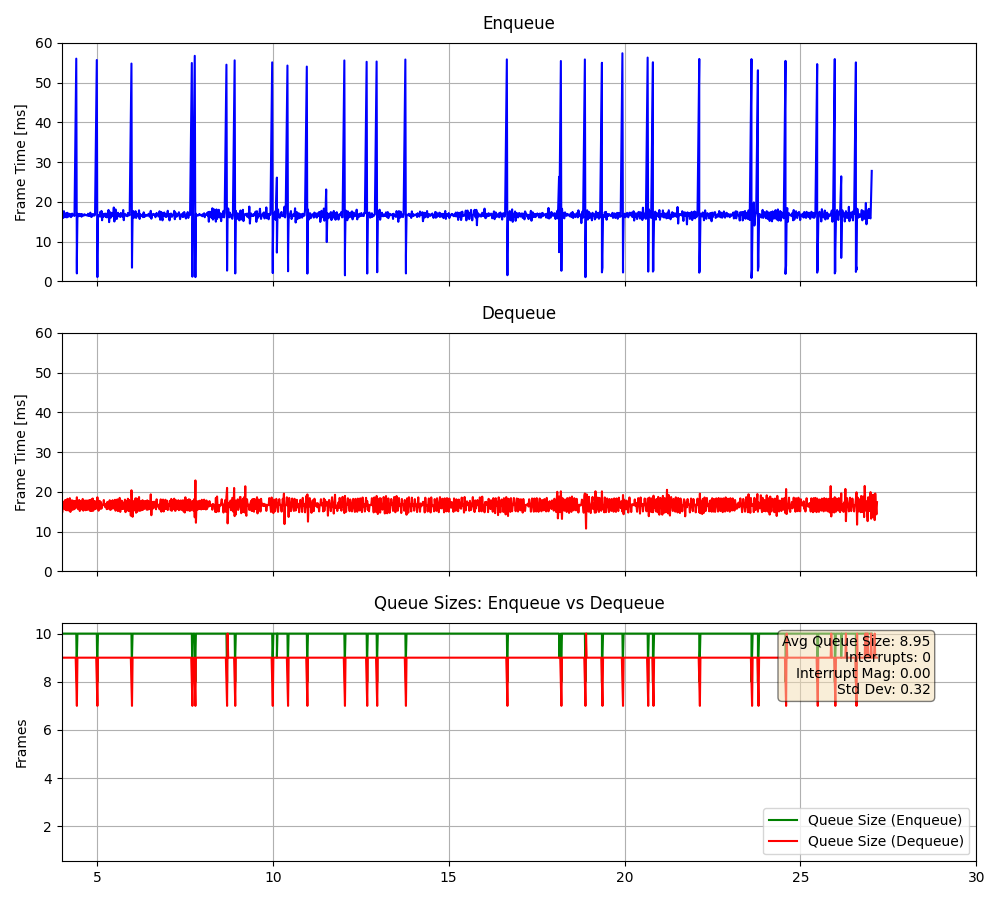 Enqueue
Frame Time [ms]
60
50
40
30
20
10
0
Dequeue
Frame Time [ms]
60
50
40
30
20
10
0
Queue Sizes: Enqueue vs Dequeue
Frames
10
8
6
4
2
Avg Queue Size: 8.95
Interrupts: 0
Interrupt Mag: 0.00
Std Dev: 0.32
Queue Size (Enqueue)
Queue Size (Dequeue)
5 10 15 20 25 30